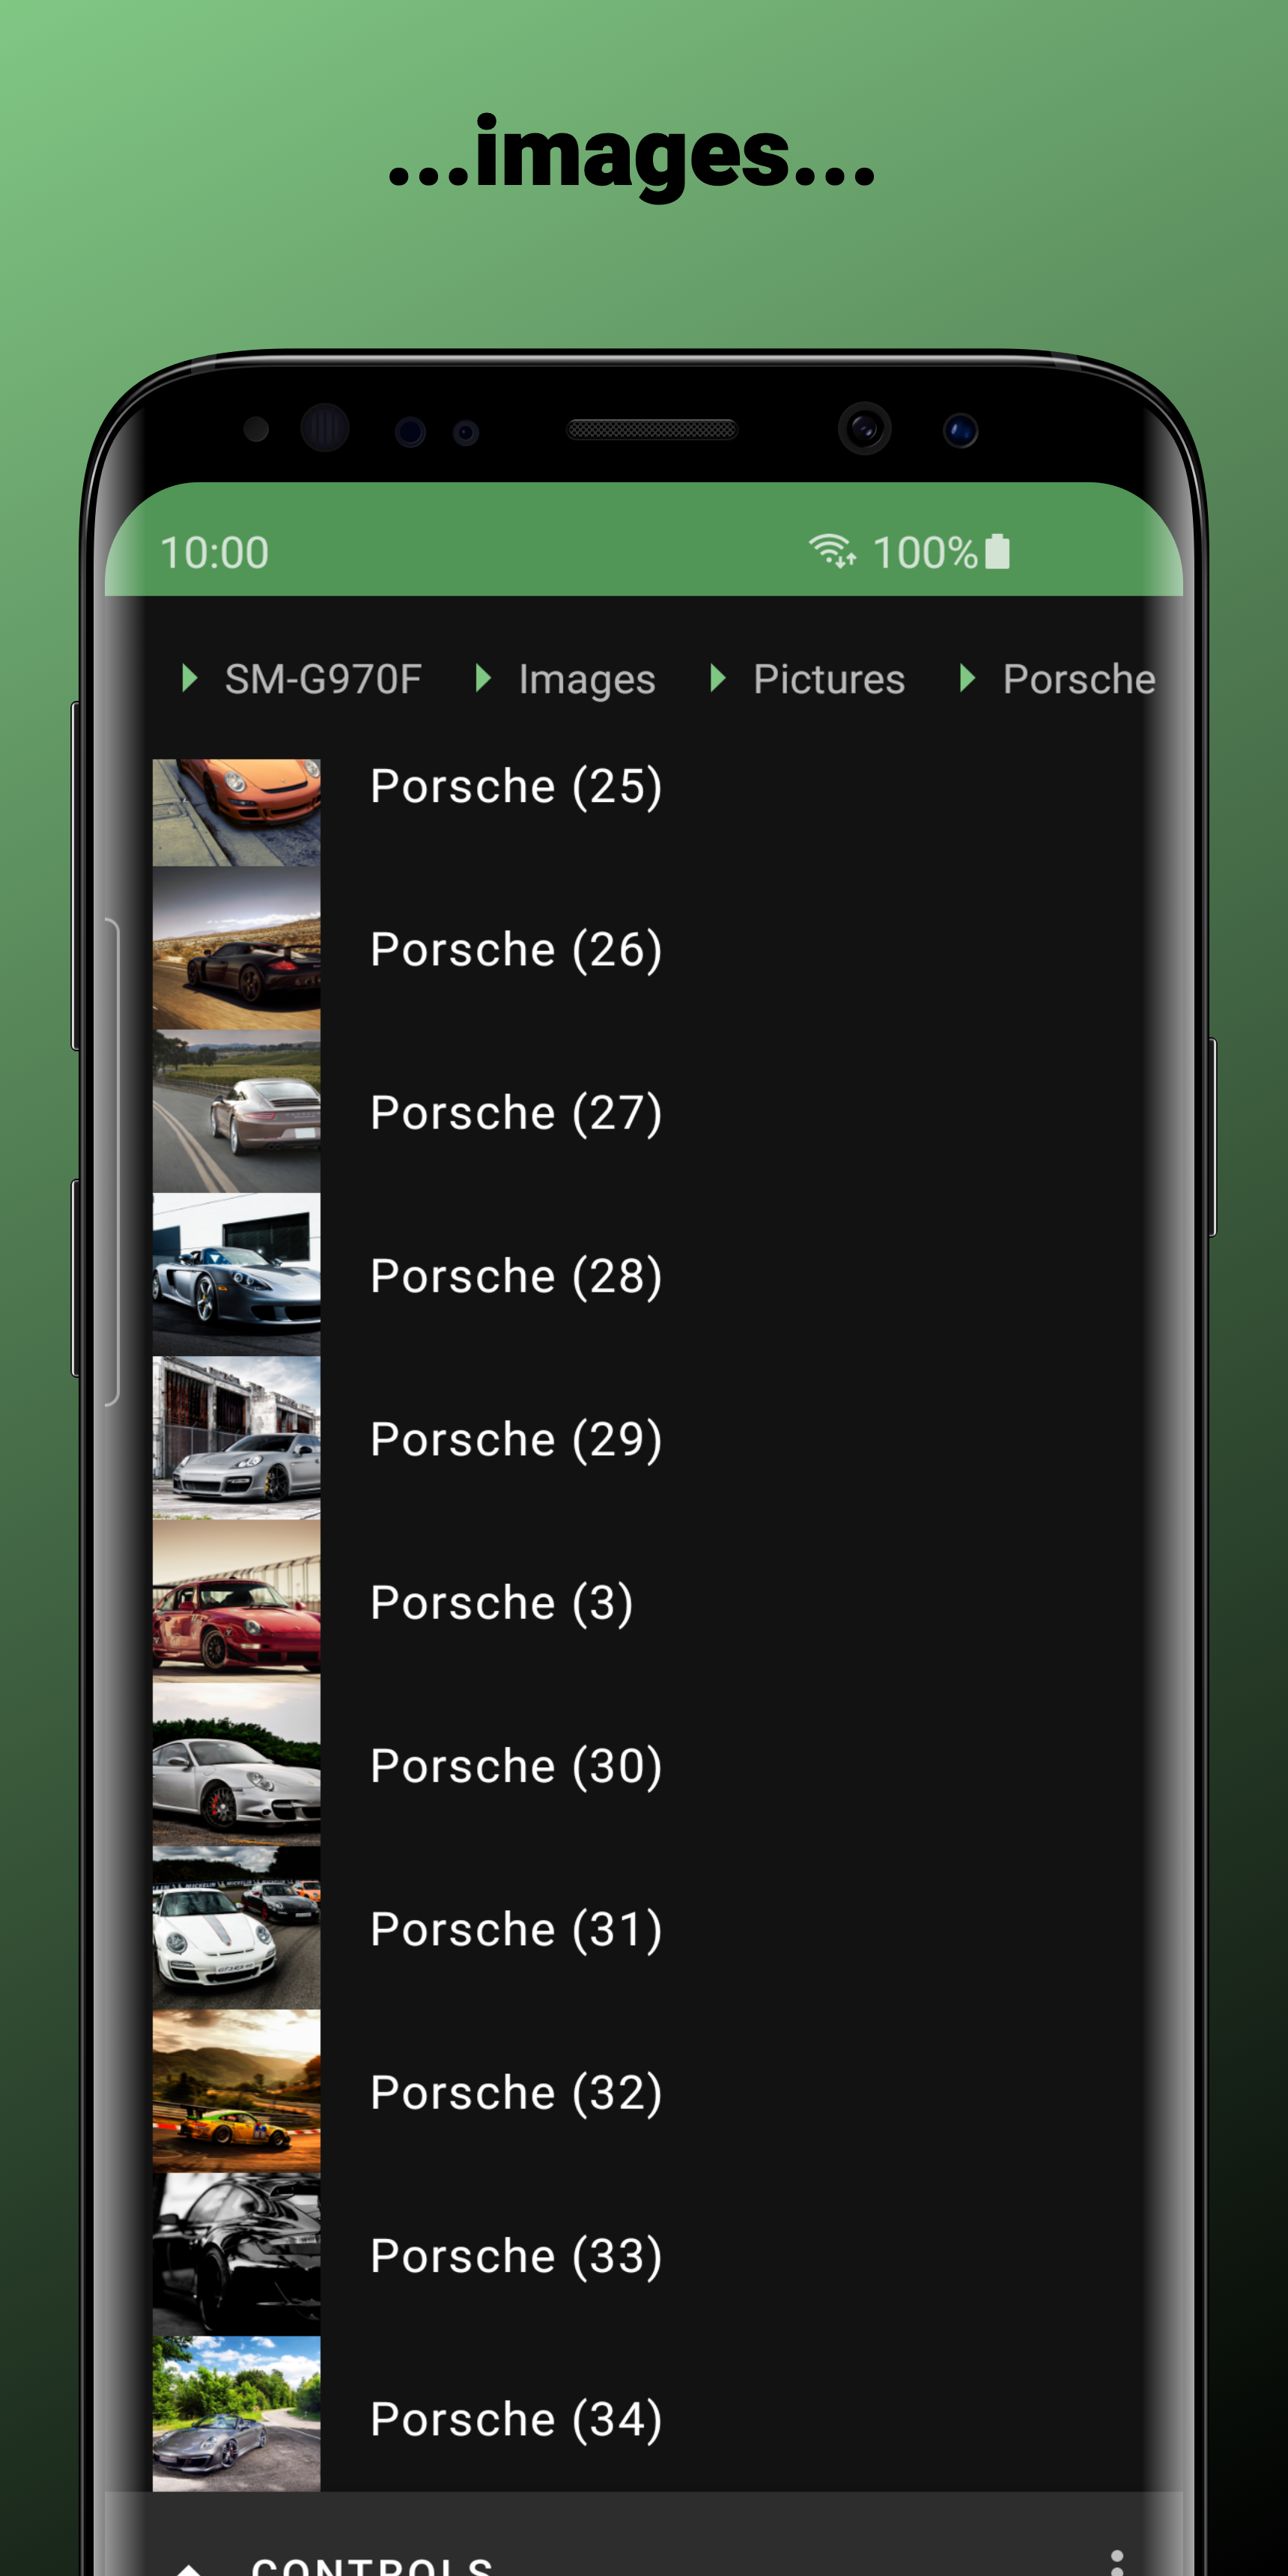 ...images...
10:00 100%
SM-G970F Images Pictures Porsche
Porsche (25)
Porsche (26)
Porsche (27)
Porsche (28)
Porsche (29)
Porsche (3)
Porsche (30)
Porsche (31)
Porsche (32)
Porsche (33)
Porsche (34)
CONTROLS